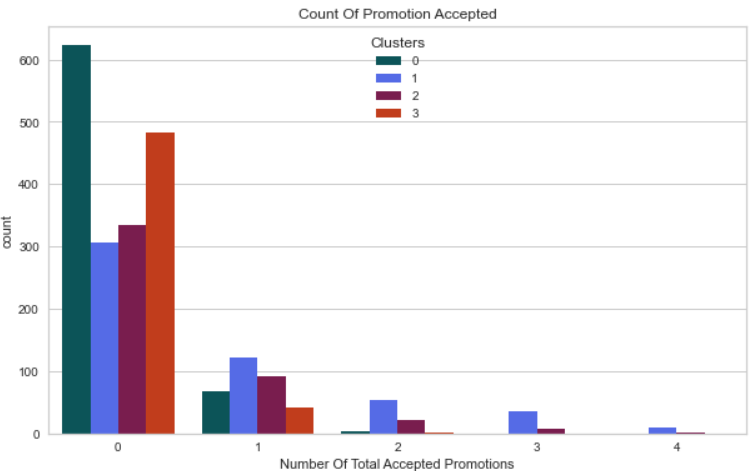 Count Of Promotion Accepted
Clusters
0
1
2
3
600
500
400
300
200
100
0
count
0 1 2 3 4
Number Of Total Accepted Promotions